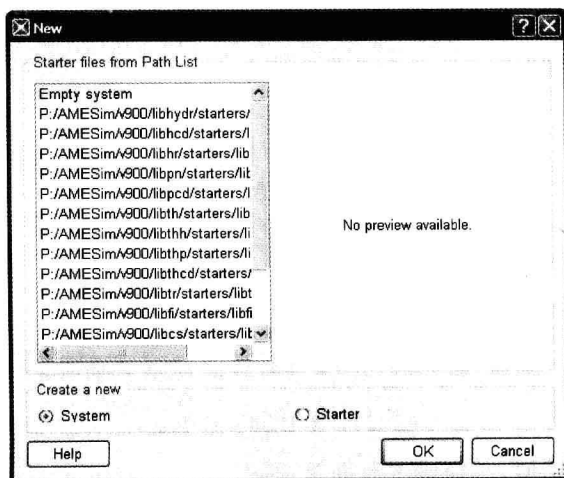 New
Starter files from Path List
Empty system
P:/AMESim/v900/libhydr/starters/
P:/AMESim/v900/libhcd/starters/l
P:/AMESim/v900/libhr/starters/lib
P:/AMESim/v900/libpn/starters/lib
P:/AMESim/v900/libpcd/starters/l
P:/AMESim/v900/libth/starters/lib
P:/AMESim/v900/libthh/starters/li
P:/AMESim/v900/libthp/starters/li
P:/AMESim/v900/libthcd/starters/
P:/AMESim/v900/libtr/starters/libt
P:/AMESim/v900/libfi/starters/libfi
P:/AMESim/v900/libcs/starters/lib
No preview available.
Create a new
System
Starter
Help
OK
Cancel